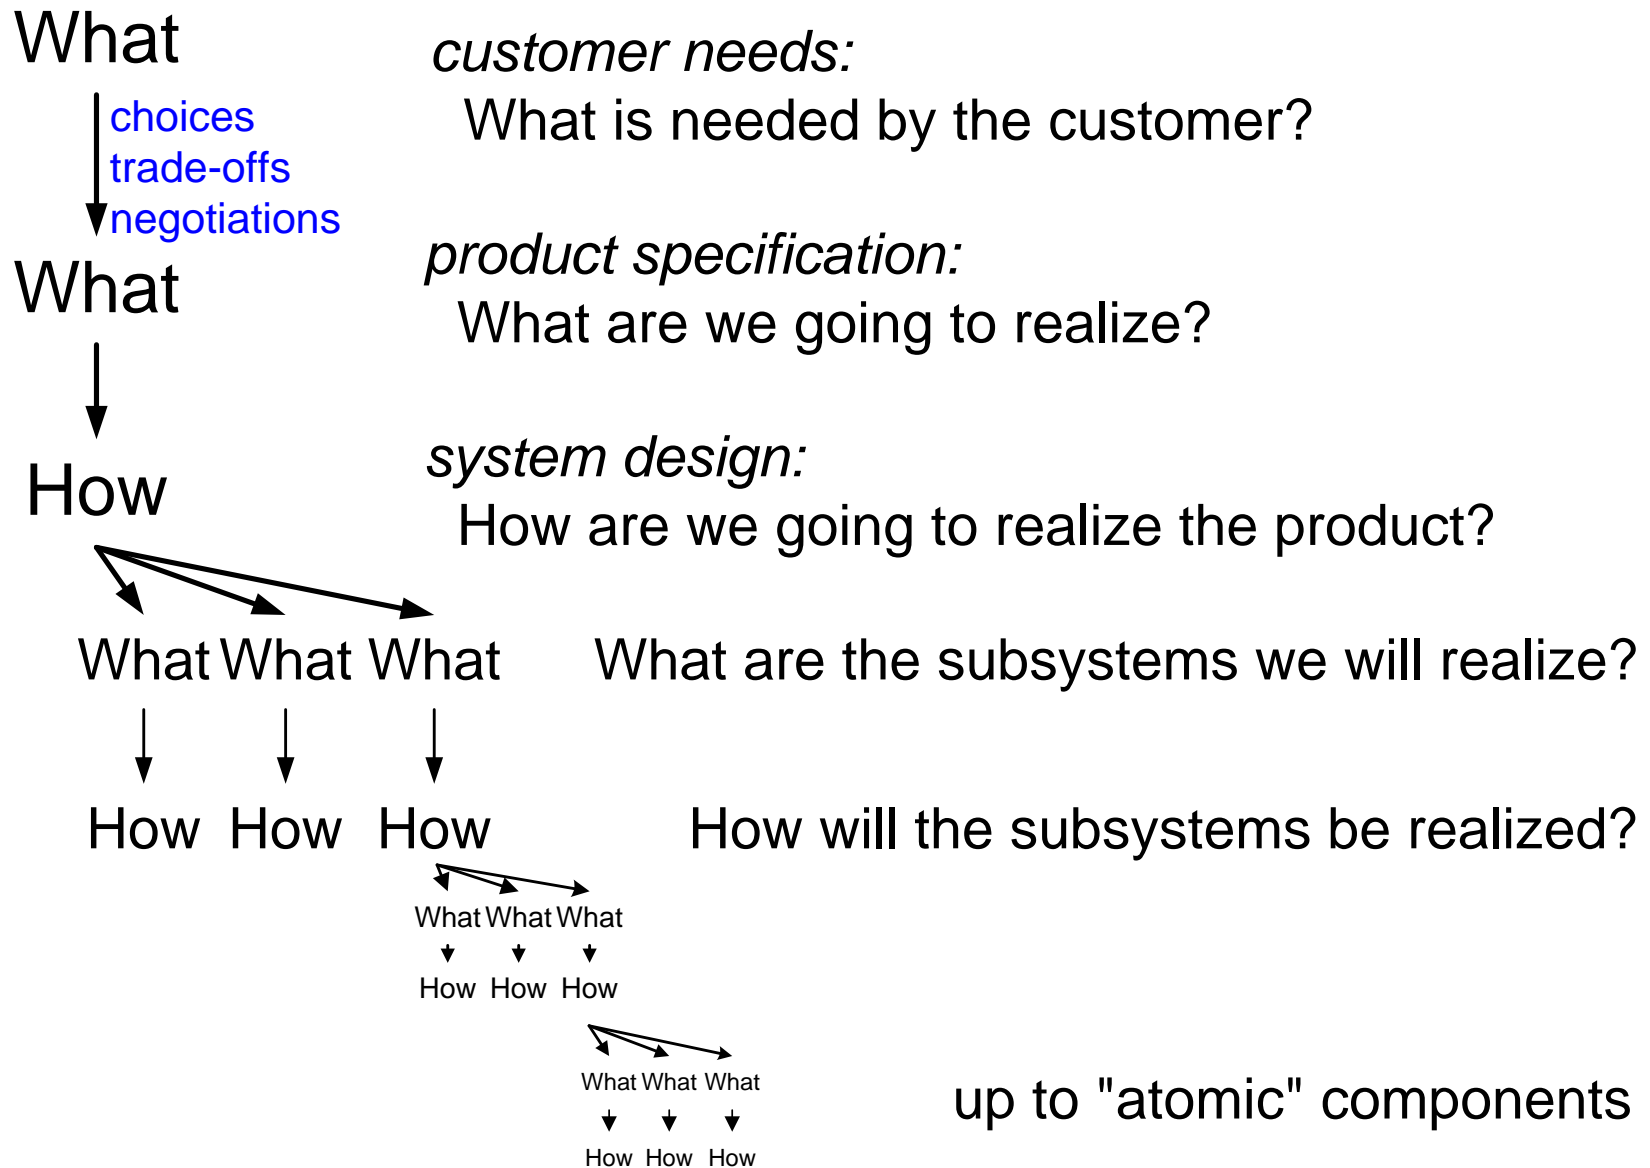 What
customer needs:
What is needed by the customer?
choices
trade-offs
negotiations
What
product specification:
What are we going to realize?
How
system design:
How are we going to realize the product?
What What What
What are the subsystems we will realize?
How How How
How will the subsystems be realized?
What What What
How How How
What What What
up to "atomic" components
How How How